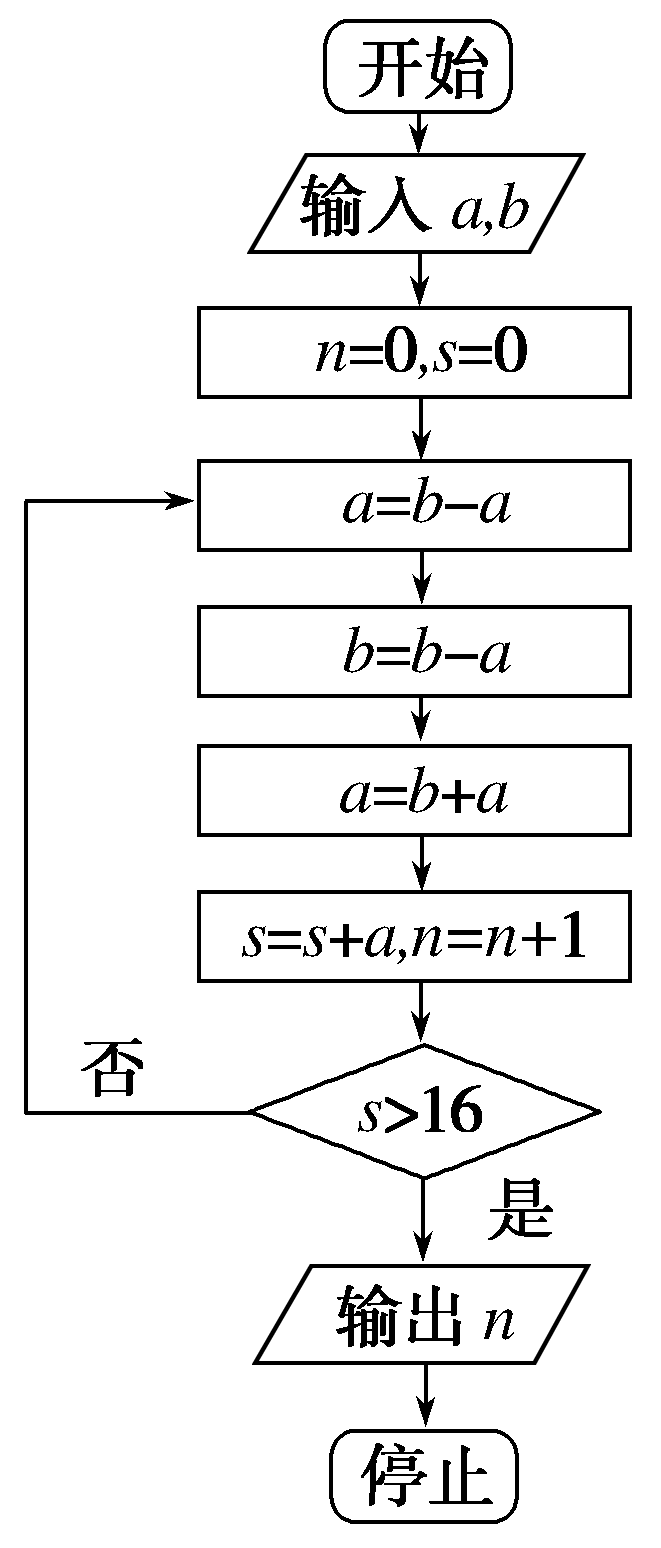 开始
输入 a,b
n=0,s=0
a=b-a
b=b-a
a=b+a
s=s+a,n=n+1
否
s>16
是
输出 n
停止